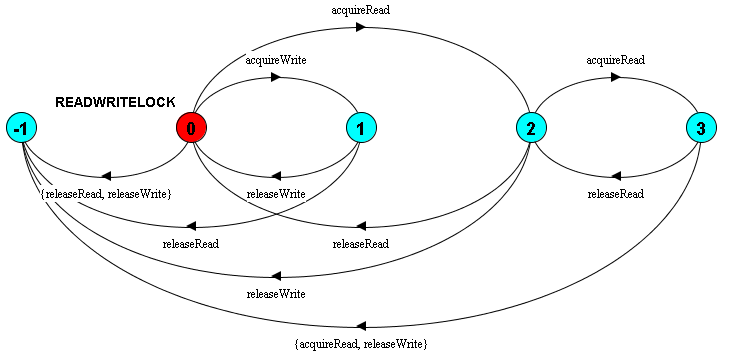 acquireRead
acquireWrite
acquireRead
READWRITELOCK
-1
0
1
2
3
{releaseRead, releaseWrite}
releaseWrite
releaseRead
releaseRead
releaseRead
releaseWrite
{acquireRead, releaseWrite}